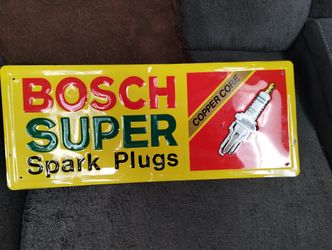 BOSCH
SUPER
Spark Plugs
COPPER CORE